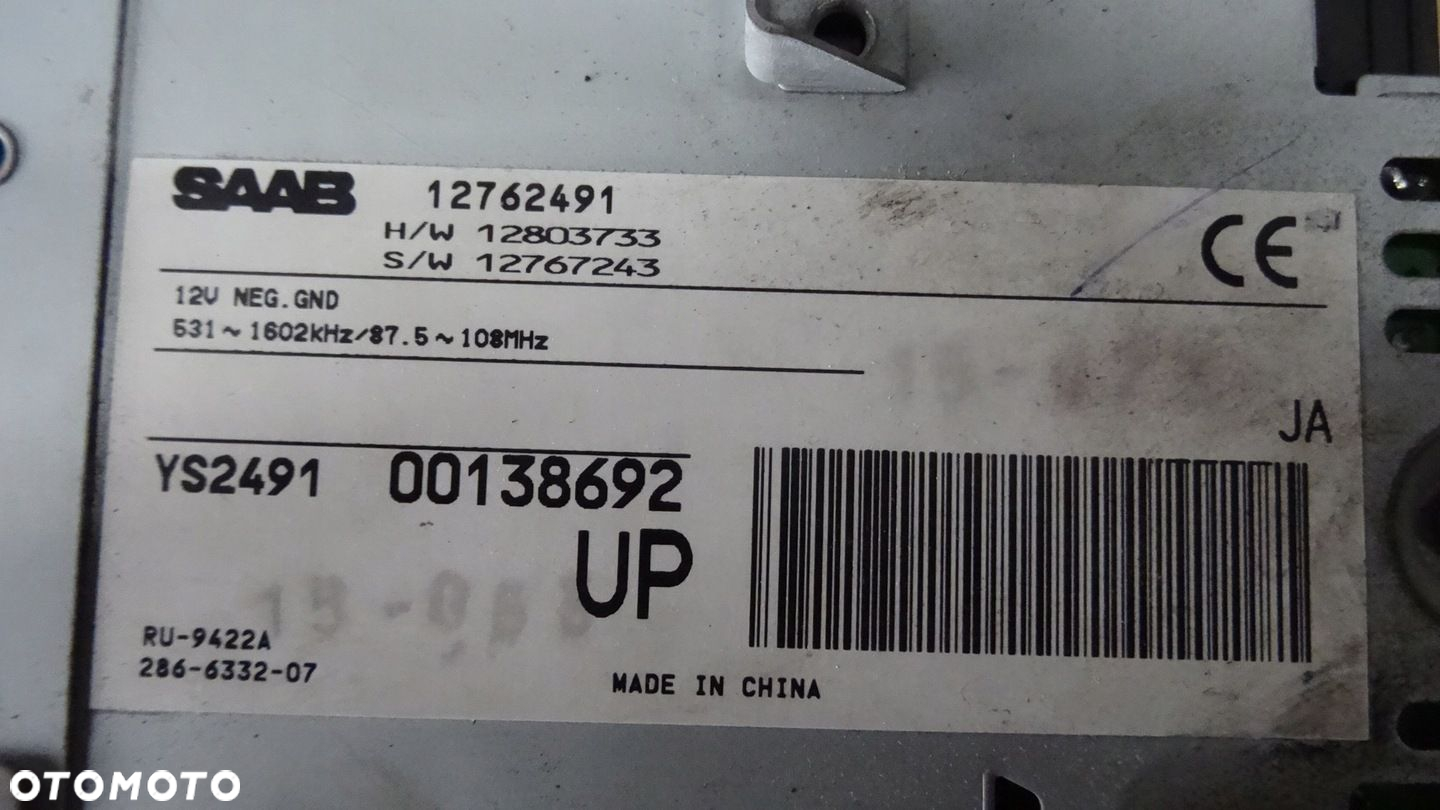 SAAB 12762491
H/W 12803733
S/W 12767243
CE
12V NEG.GND
531~1602kHz/87.5~108MHz
JA
YS2491 00138692
UP
RU-9422A
286-6332-07
MADE IN CHINA
OTOMOTO